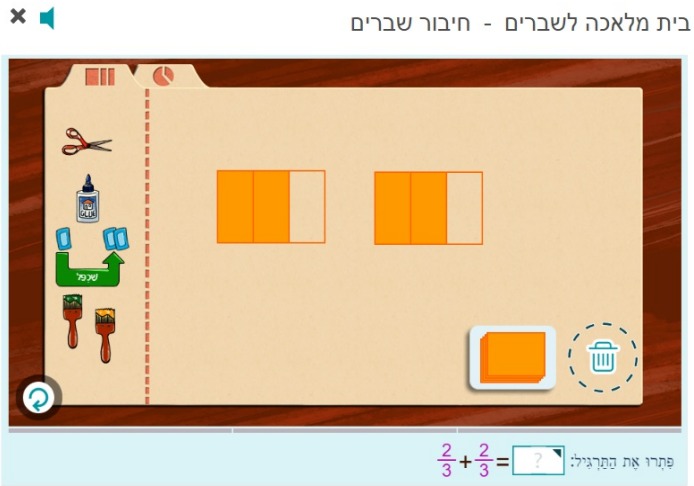 בית מלאכה לשברים - חיבור שברים
GLUE
שכפל
פִּתְרוּ אֶת הַתַּרְגִּיל: ? = 2/3 + 2/3